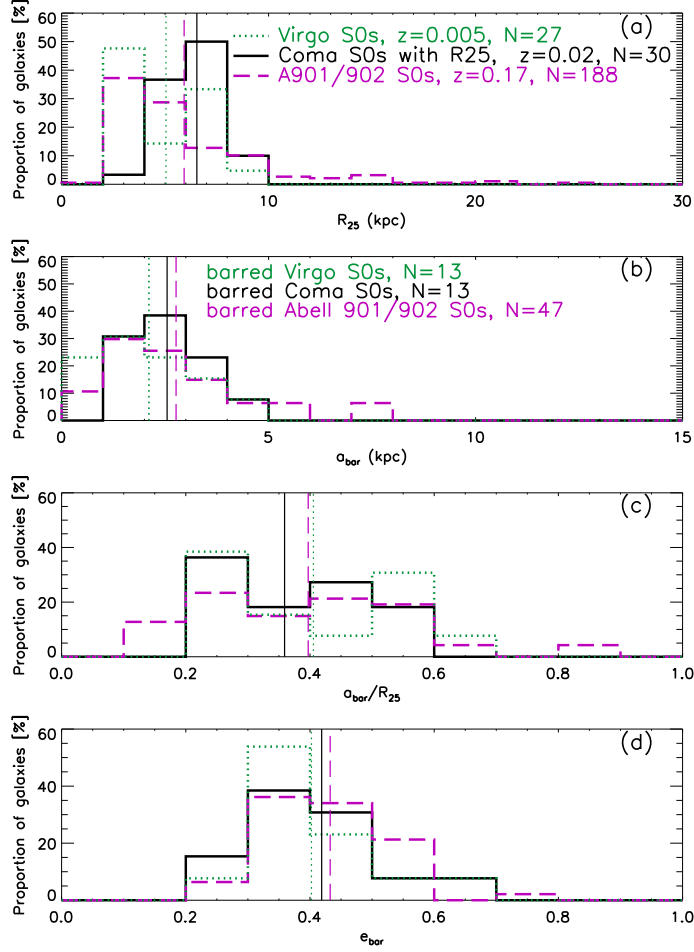 60
(a)
Virgo S0s, z=0.005, N=27
50
Coma S0s with R25, z=0.02, N=30
40
A901/902 S0s, z=0.17, N=188
30
20
10
0
Proportion of galaxies [%]
0 10 20 30
R25 (kpc)
60
(b)
barred Virgo S0s, N=13
50
barred Coma S0s, N=13
40
barred Abell 901/902 S0s, N=47
30
20
10
0
Proportion of galaxies [%]
0 5 10 15
abar (kpc)
60
(c)
40
20
0
Proportion of galaxies [%]
0.0 0.2 0.4 0.6 0.8 1.0
abar/R25
60
(d)
40
20
0
Proportion of galaxies [%]
0.0 0.2 0.4 0.6 0.8 1.0
ebar